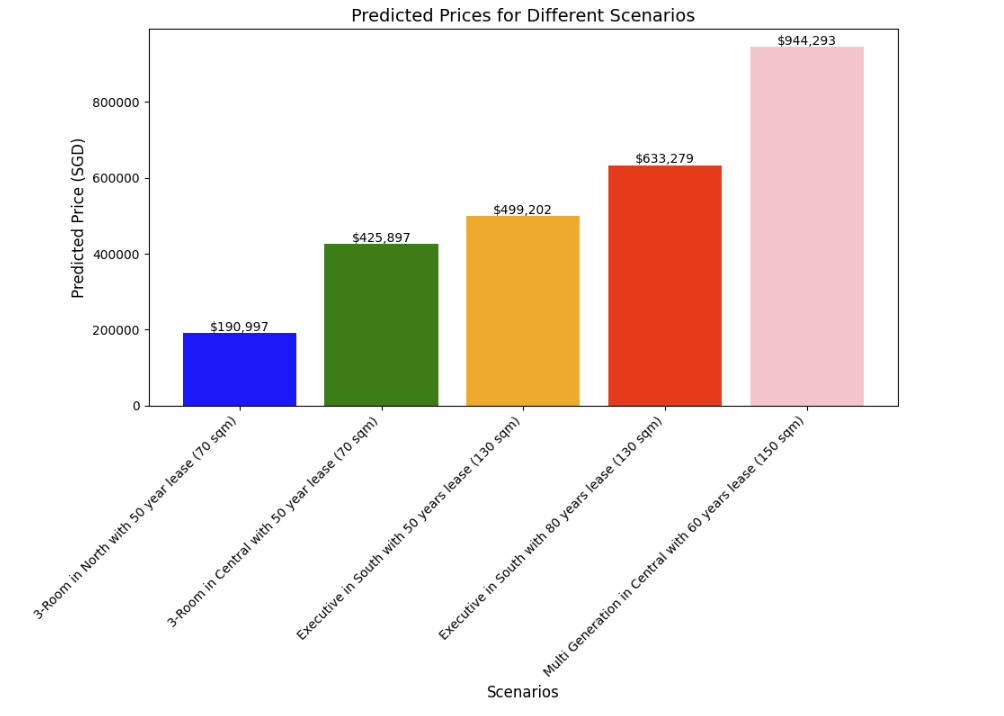 Predicted Prices for Different Scenarios
Predicted Price (SGD)
800000
600000
400000
200000
0
$190,997
$425,897
$499,202
$633,279
$944,293
3-Room in North with 50 year lease (70 sqm)
3-Room in Central with 50 year lease (70 sqm)
Executive in South with 50 years lease (130 sqm)
Executive in South with 80 years lease (130 sqm)
Multi Generation in Central with 60 years lease (150 sqm)
Scenarios